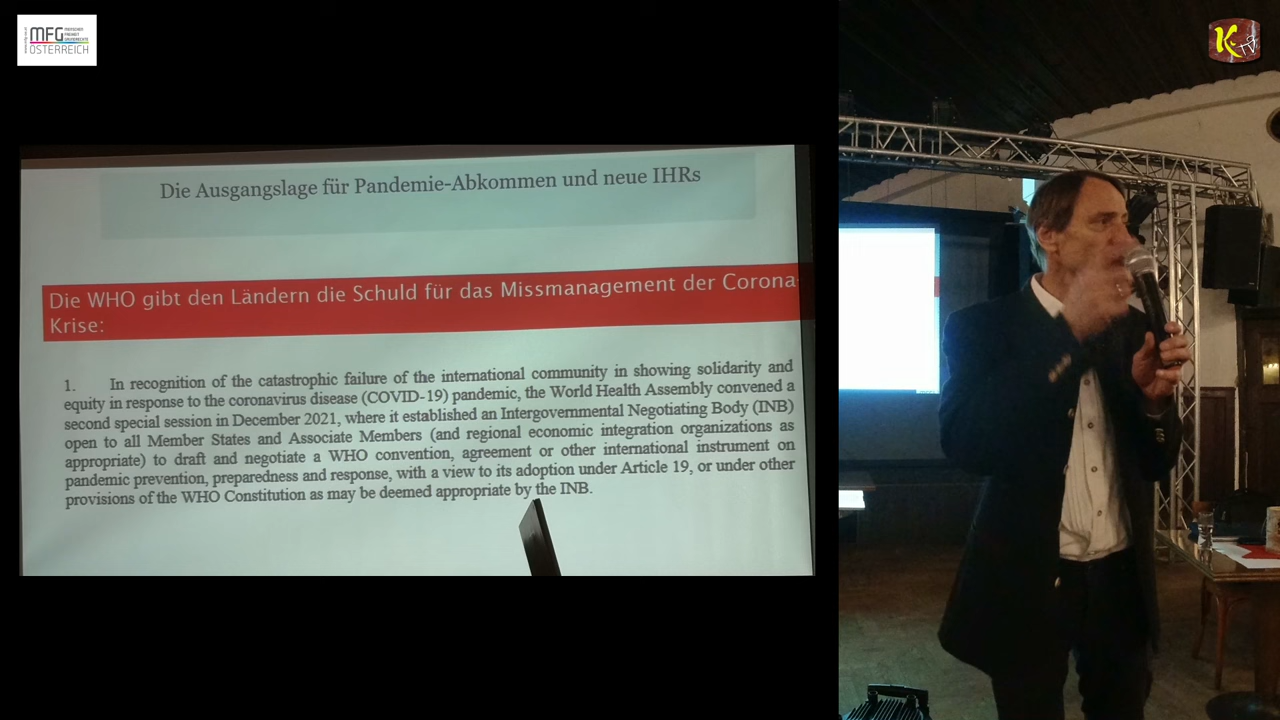 MFG
MENSCHEN
FREIHEIT
GRUNDRECHTE
ÖSTERREICH
K
TV
Die Ausgangslage für Pandemie-Abkommen und neue IHRs
Die WHO gibt den Ländern die Schuld für das Missmanagement der Corona-
Krise:
1. In recognition of the catastrophic failure of the international community in showing solidarity and
equity in response to the coronavirus disease (COVID-19) pandemic, the World Health Assembly convened a
second special session in December 2021, where it established an Intergovernmental Negotiating Body (INB)
open to all Member States and Associate Members (and regional economic integration organizations as
appropriate) to draft and negotiate a WHO convention, agreement or other international instrument on
pandemic prevention, preparedness and response, with a view to its adoption under Article 19, or under other
provisions of the WHO Constitution as may be deemed appropriate by the INB.